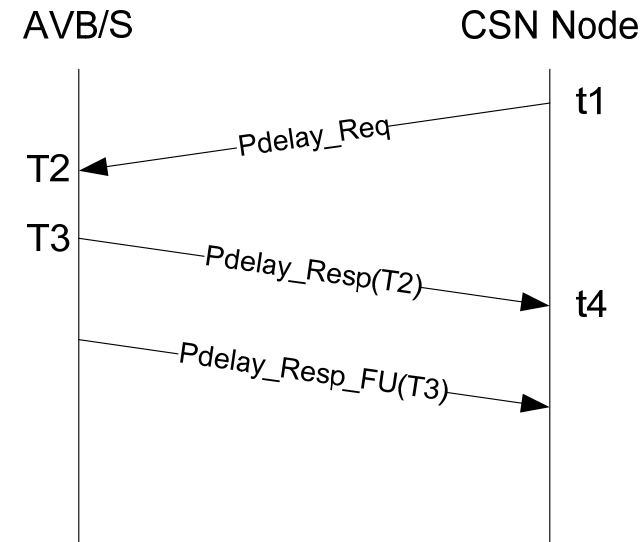 AVB/S
CSN Node
t1
Pdelay_Req
T2
T3
Pdelay_Resp(T2)
t4
Pdelay_Resp_FU(T3)